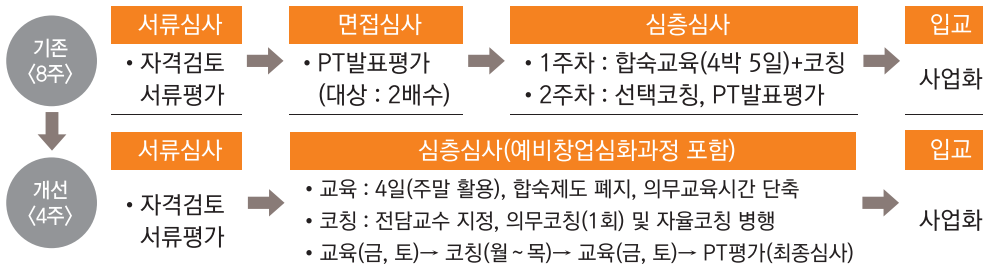 기존
〈8주〉
서류심사
• 자격검토
서류평가
면접심사
• PT발표평가
(대상 : 2배수)
심층심사
• 1주차 : 합숙교육(4박 5일)+코칭
• 2주차 : 선택코칭, PT발표평가
입교
사업화
개선
〈4주〉
서류심사
• 자격검토
서류평가
심층심사(예비창업심화과정 포함)
• 교육 : 4일(주말 활용), 합숙제도 폐지, 의무교육시간 단축
• 코칭 : 전담교수 지정, 의무코칭(1회) 및 자율코칭 병행
• 교육(금, 토)→ 코칭(월~목)→ 교육(금, 토)→ PT평가(최종심사)
입교
사업화